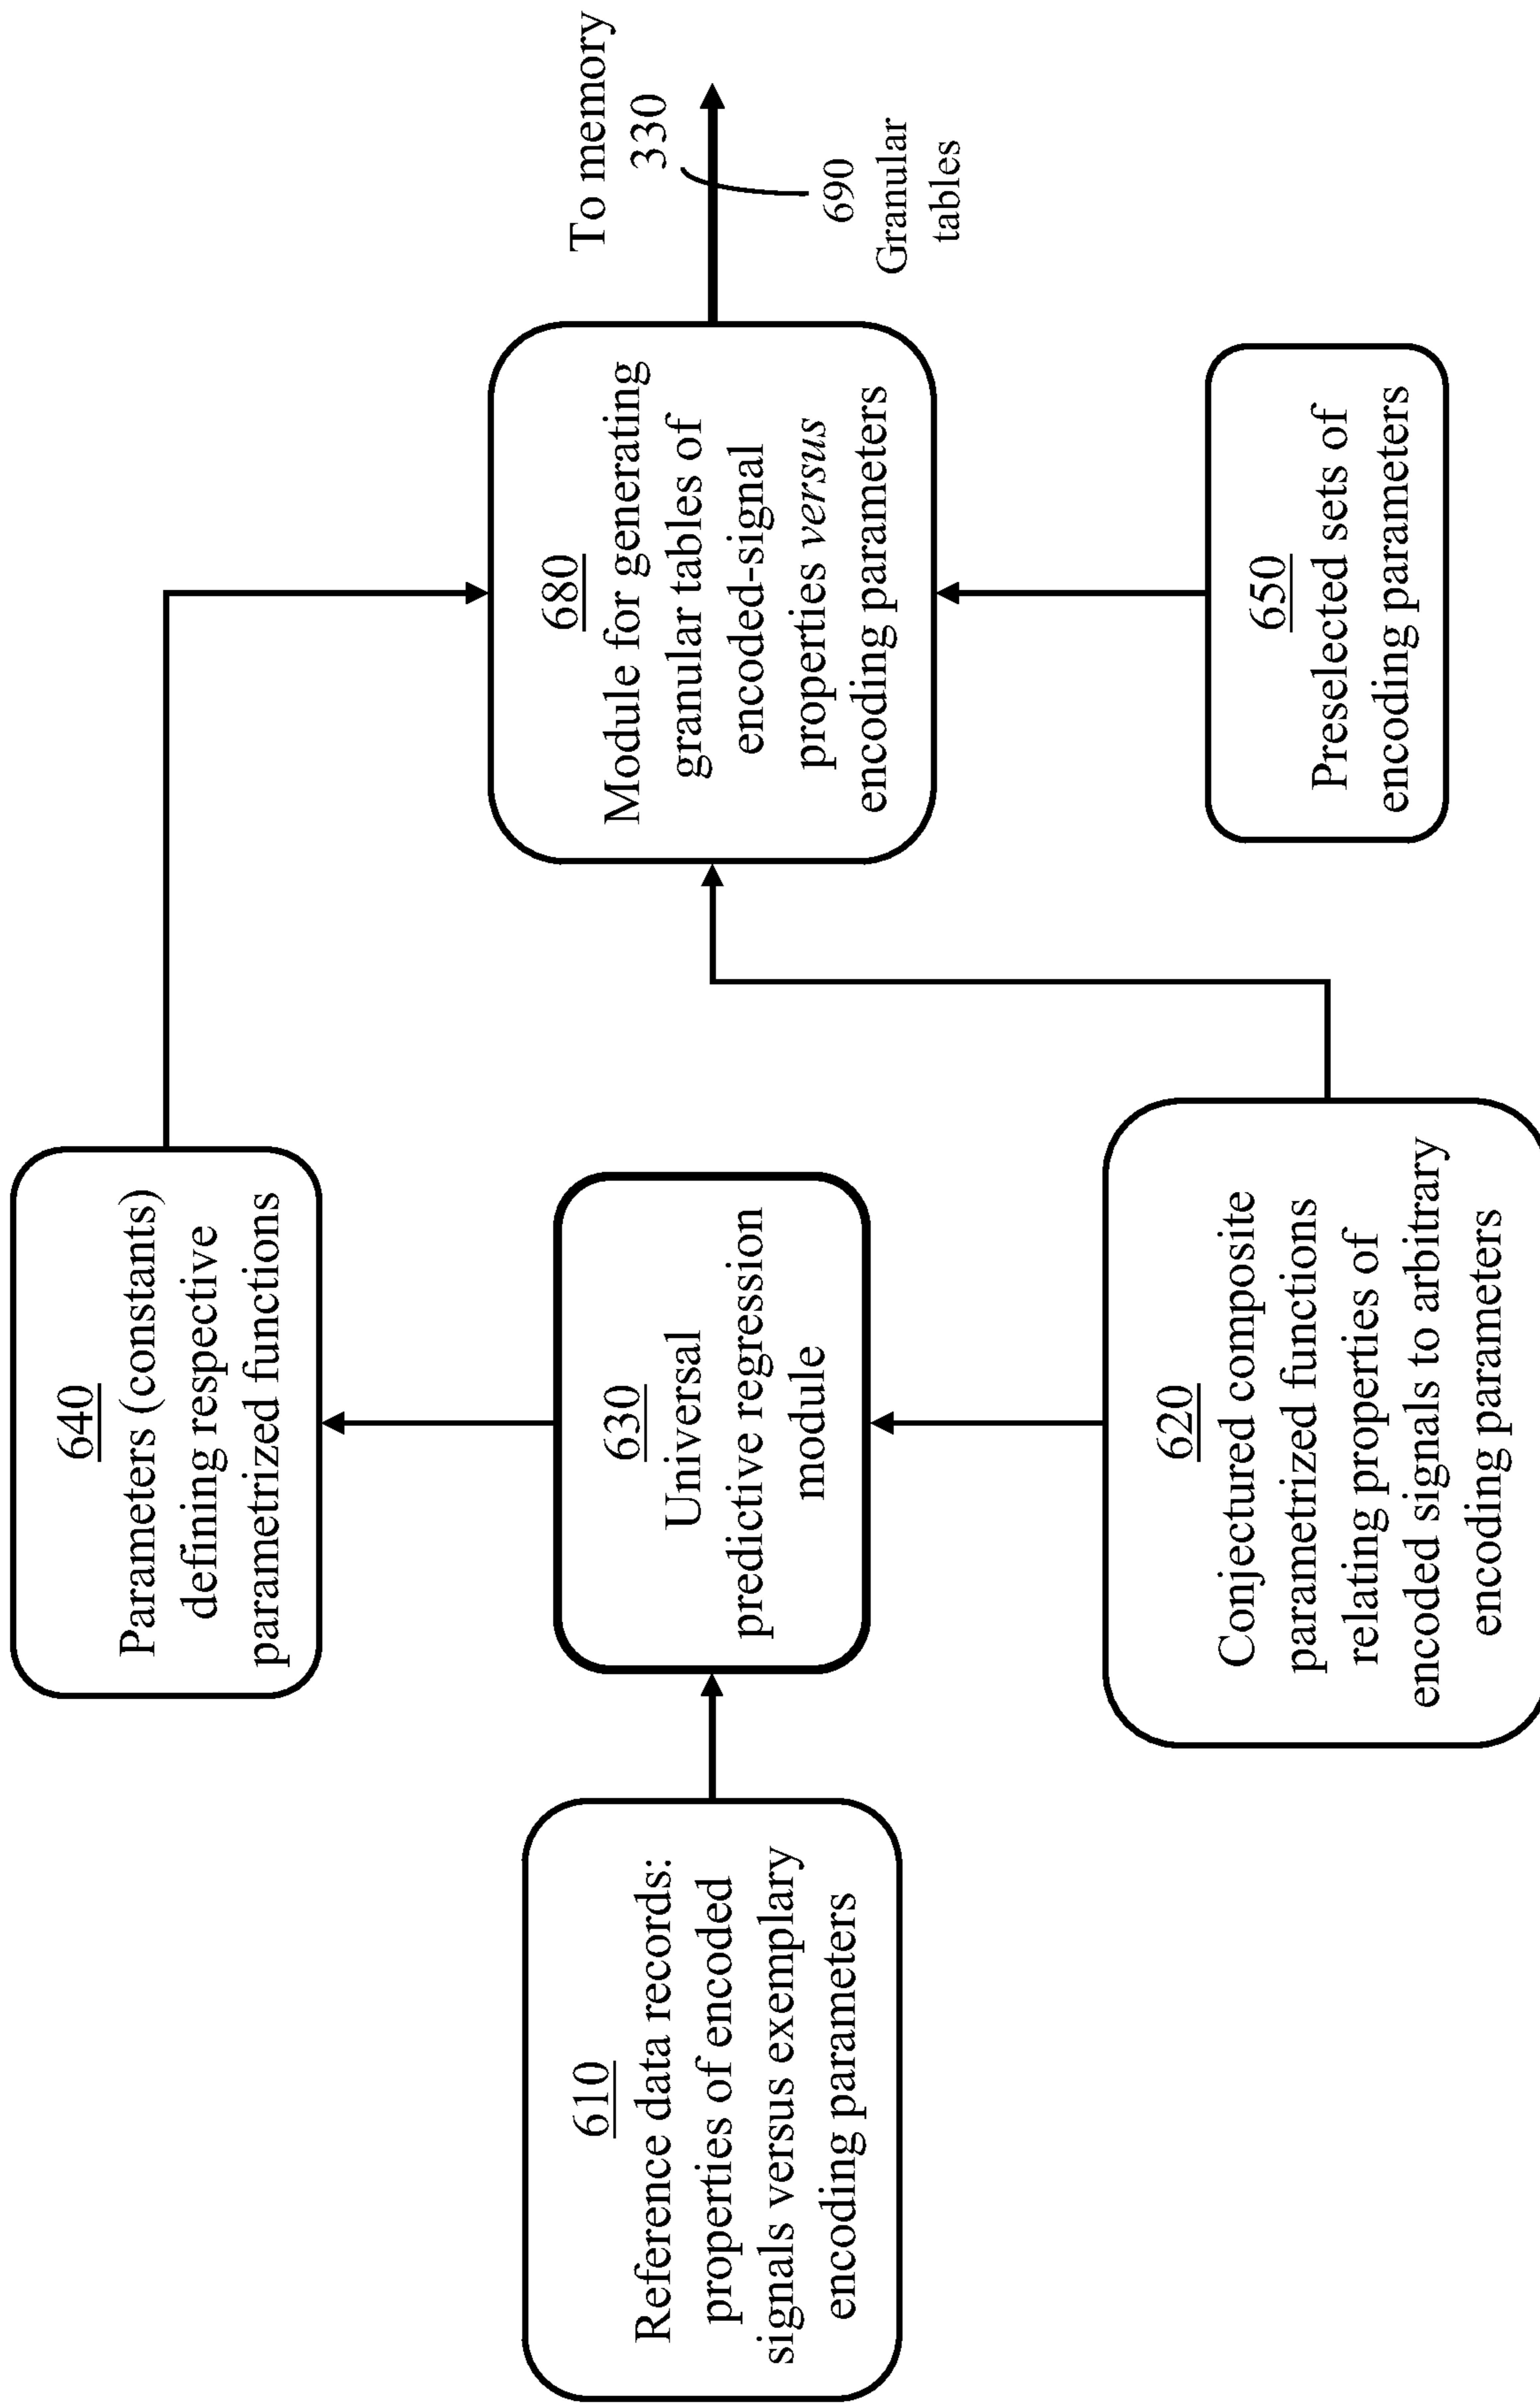 640
Parameters (constants)
defining respective
parametrized functions
610
Reference data records:
properties of encoded
signals versus exemplary
encoding parameters
630
Universal
predictive regression
module
620
Conjectured composite
parametrized functions
relating properties of
encoded signals to arbitrary
encoding parameters
680
Module for generating
granular tables of
encoded-signal
properties versus
encoding parameters
650
Preselected sets of
encoding parameters
To memory
330
690
Granular
tables